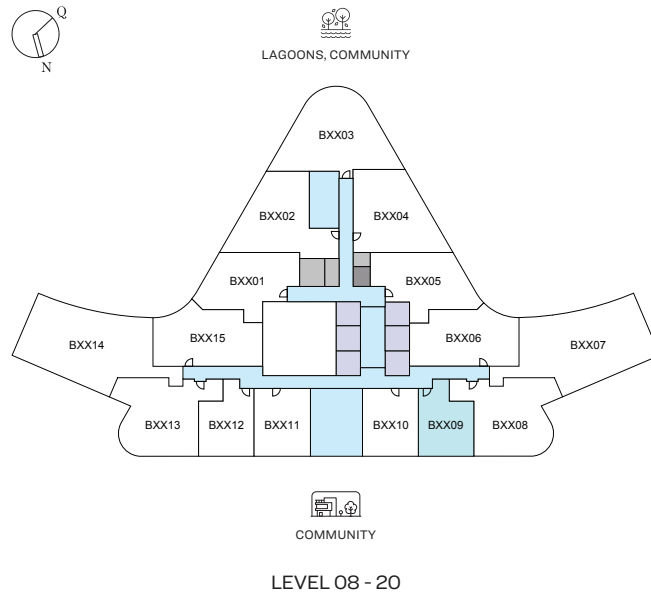 Q
N
LAGOONS, COMMUNITY
BXX03
BXX02
BXX04
BXX01
BXX05
BXX14
BXX15
BXX06
BXX07
BXX13
BXX12
BXX11
BXX10
BXX09
BXX08
COMMUNITY
LEVEL 08 - 20